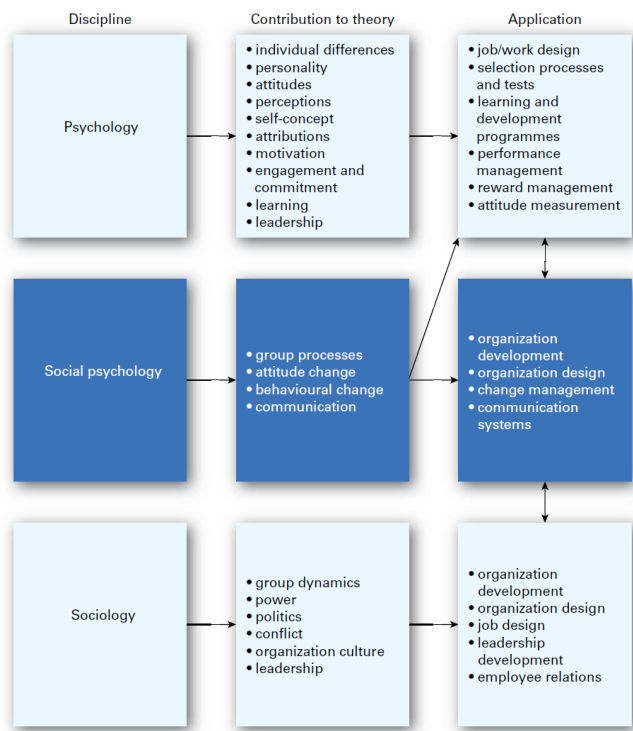 Discipline
Contribution to theory
Application
Psychology
• individual differences
• personality
• attitudes
• perceptions
• self-concept
• attributions
• motivation
• engagement and
commitment
• learning
• leadership
• job/work design
• selection processes
and tests
• learning and
development
programmes
• performance
management
• reward management
• attitude measurement
Social psychology
• group processes
• attitude change
• behavioural change
• communication
• organization
development
• organization design
• change management
• communication
systems
Sociology
• group dynamics
• power
• politics
• conflict
• organization culture
• leadership
• organization
development
• organization design
• job design
• leadership
development
• employee relations